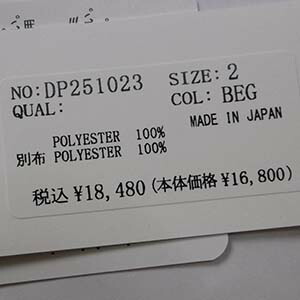 NO:DP251023 SIZE:2
QUAL: COL: BEG
MADE IN JAPAN
POLYESTER 100%
別布 POLYESTER 100%
税込 ¥18,480(本体価格¥16,800)